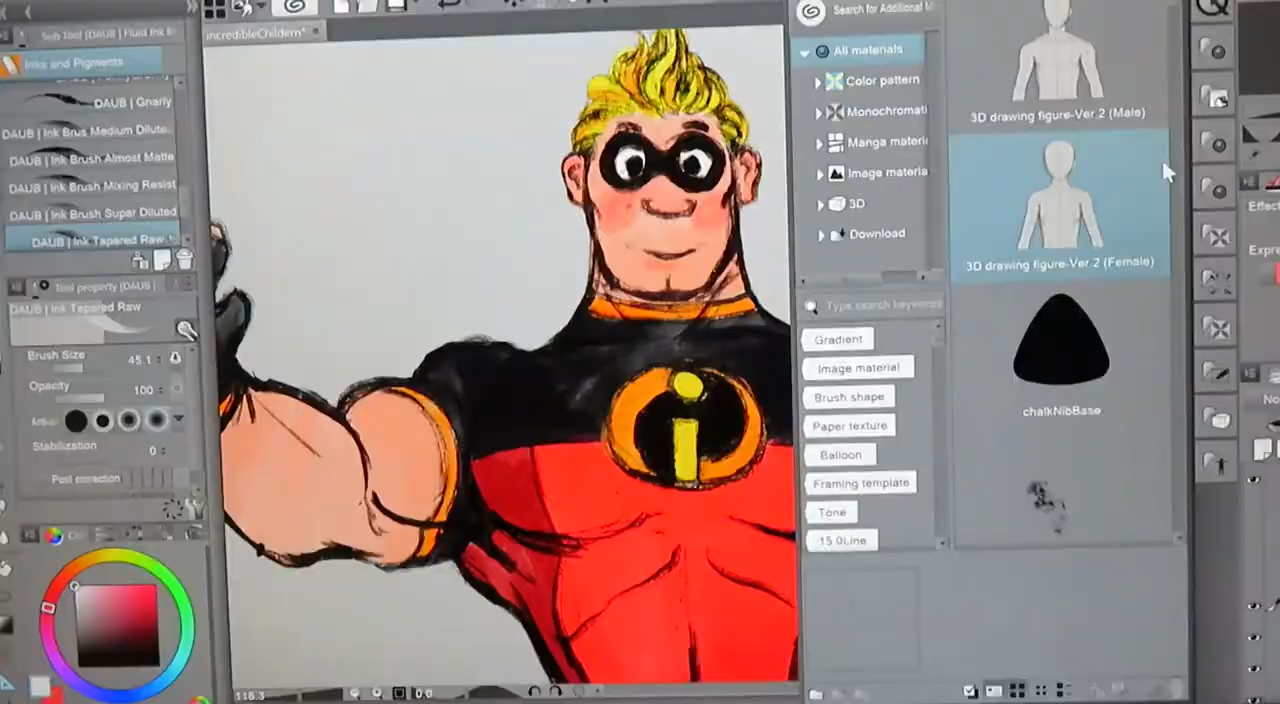 Sub Tool [DAUB | Fluid Ink B
Inks and Pigments
DAUB | Gnarly
DAUB | Ink Brus Medium Dilute
DAUB | Ink Brush Almost Matte
DAUB | Ink Brush Mixing Resist
DAUB | Ink Brush Super Diluted
DAUB | Ink Tapared Raw
Tool property [DAUB |
DAUB | Ink Tapared Raw
Brush Size 45.1
Opacity 100
Stabilization 0
Post correction
incredibleChildern*
116.3
0.0
i
Search for Additional M
All materials
Color pattern
Monochromati
Manga materi
Image materia
3D
Download
Type search keywords
Gradient
Image material
Brush shape
Paper texture
Balloon
Framing template
Tone
15.0Line
3D drawing figure-Ver.2 (Male)
3D drawing figure-Ver.2 (Female)
chalkNibBase
Effec
Expre
No